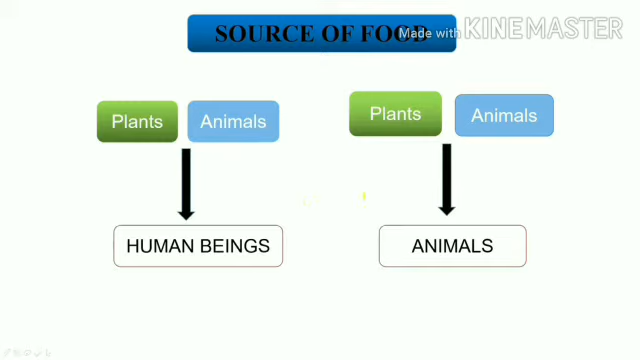 SOURCE OF FOOD
Made with KINEMASTER
Plants Animals Plants Animals
HUMAN BEINGS ANIMALS